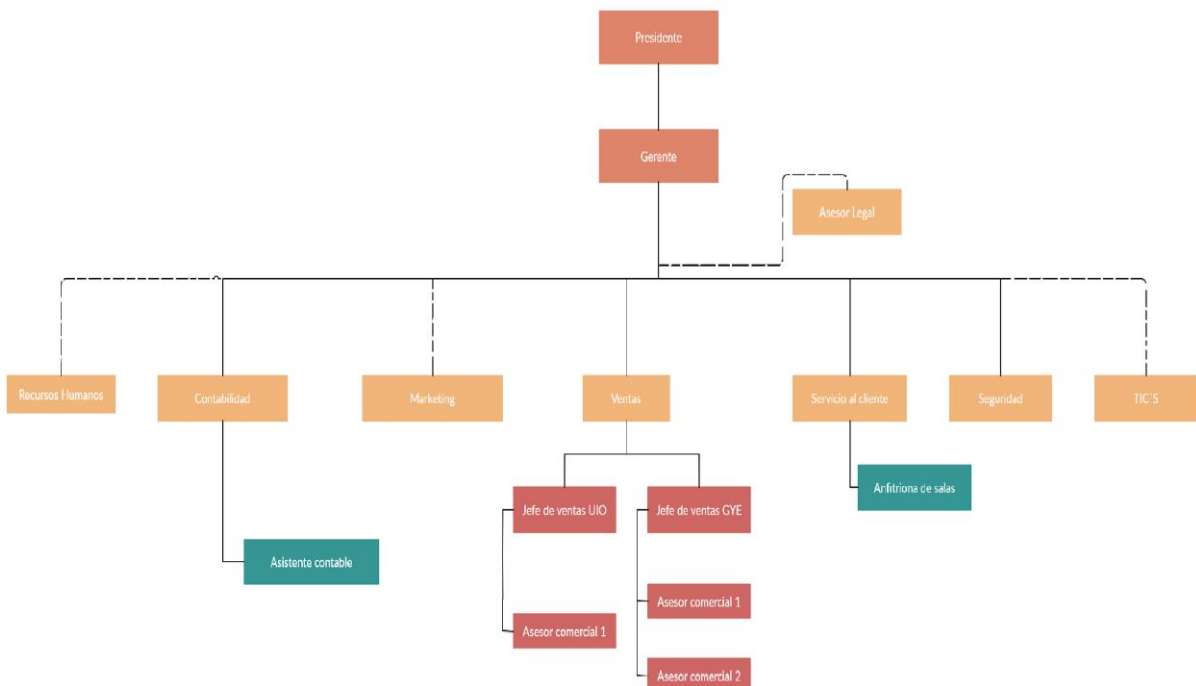 Presidente
Gerente
Asesor Legal
Recursos Humanos
Contabilidad
Marketing
Ventas
Servicio al cliente
Seguridad
TIC´S
Jefe de ventas UIO
Jefe de ventas GYE
Anfitriona de salas
Asistente contable
Asesor comercial 1
Asesor comercial 1
Asesor comercial 2